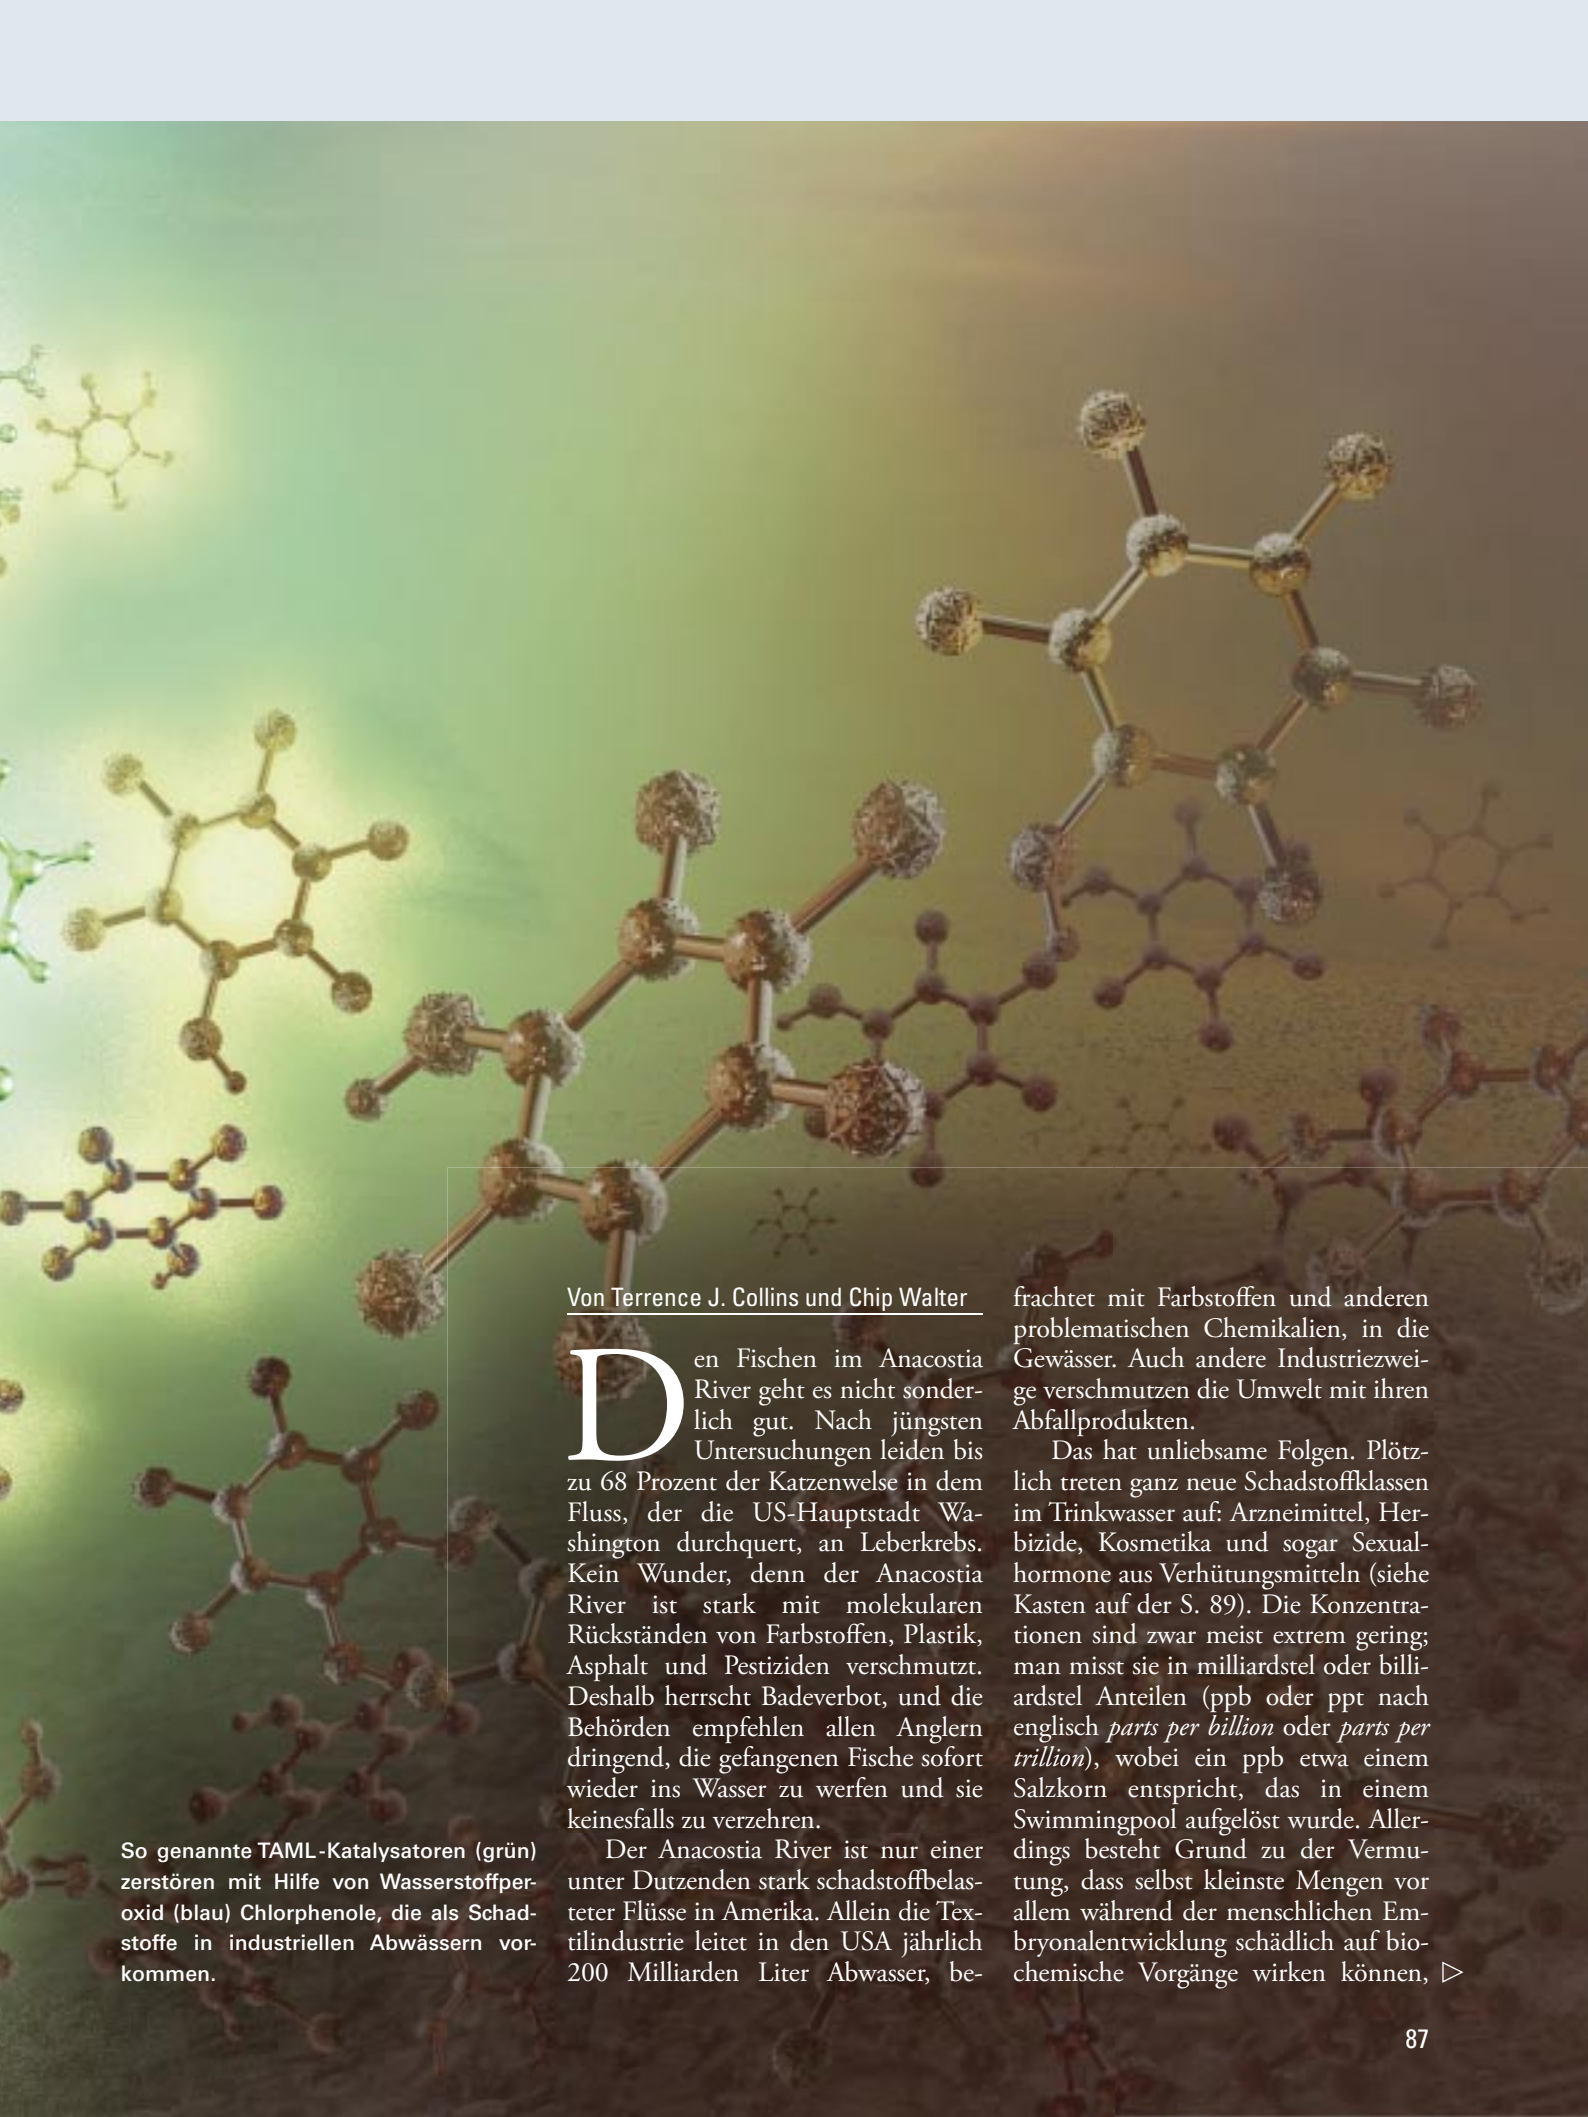 Von Terrence J. Collins und Chip Walter
Den Fischen im Anacostia
River geht es nicht sonder-
lich gut. Nach jüngsten
Untersuchungen leiden bis
zu 68 Prozent der Katzenwelse in dem
Fluss, der die US-Hauptstadt Wa-
shington durchquert, an Leberkrebs.
Kein Wunder, denn der Anacostia
River ist stark mit molekularen
Rückständen von Farbstoffen, Plastik,
Asphalt und Pestiziden verschmutzt.
Deshalb herrscht Badeverbot, und die
Behörden empfehlen allen Anglern
dringend, die gefangenen Fische sofort
wieder ins Wasser zu werfen und sie
keinesfalls zu verzehren.
Der Anacostia River ist nur einer
unter Dutzenden stark schadstoffbelas-
teter Flüsse in Amerika. Allein die Tex-
tilindustrie leitet in den USA jährlich
200 Milliarden Liter Abwasser, be-
frachtet mit Farbstoffen und anderen
problematischen Chemikalien, in die
Gewässer. Auch andere Industriezwei-
ge verschmutzen die Umwelt mit ihren
Abfallprodukten.
Das hat unliebsame Folgen. Plötz-
lich treten ganz neue Schadstoffklassen
im Trinkwasser auf: Arzneimittel, Her-
bizide, Kosmetika und sogar Sexual-
hormone aus Verhütungsmitteln (siehe
Kasten auf der S. 89). Die Konzentra-
tionen sind zwar meist extrem gering;
man misst sie in milliardstel oder billi-
ardstel Anteilen (ppb oder ppt nach
englisch parts per billion oder parts per
trillion), wobei ein ppb etwa einem
Salzkorn entspricht, das in einem
Swimmingpool aufgelöst wurde. Aller-
dings besteht Grund zu der Vermu-
tung, dass selbst kleinste Mengen vor
allem während der menschlichen Em-
bryonalentwicklung schädlich auf bio-
chemische Vorgänge wirken können, ▷
So genannte TAML-Katalysatoren (grün)
zerstören mit Hilfe von Wasserstoffper-
oxid (blau) Chlorphenole, die als Schad-
stoffe in industriellen Abwässern vor-
kommen.
87